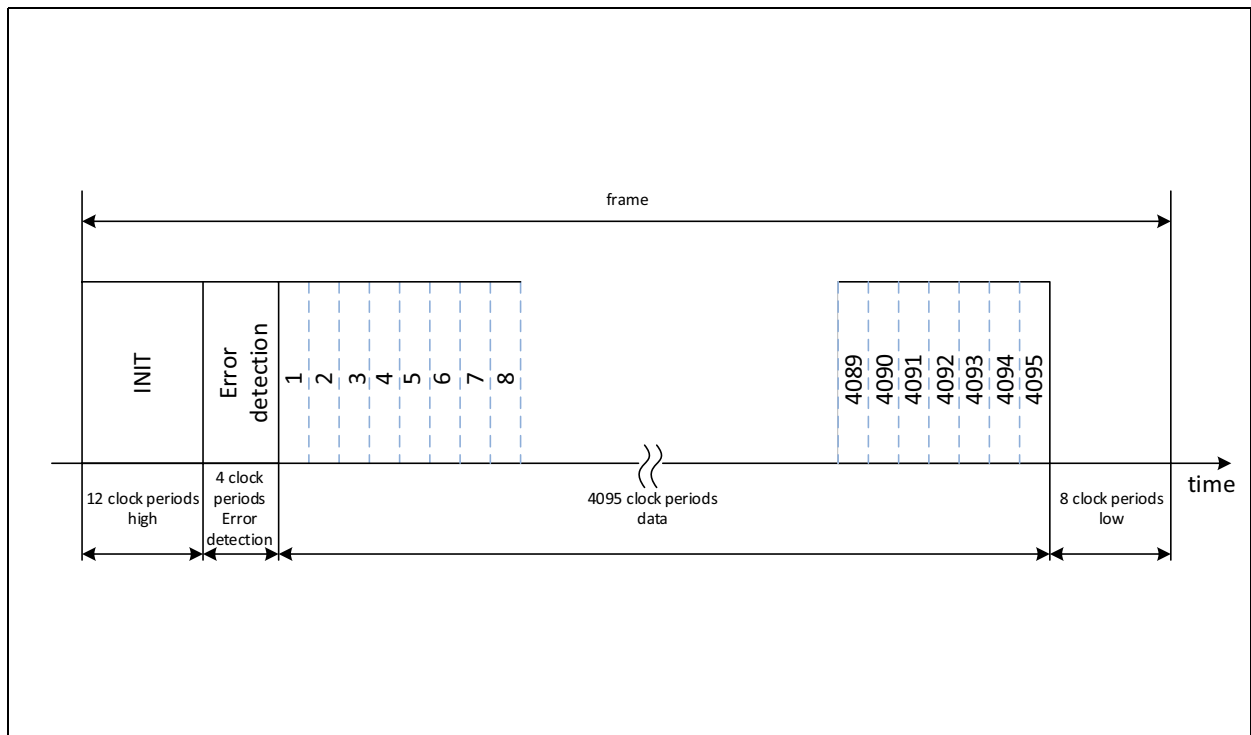 frame
INIT
Error
detection
1
2
3
4
5
6
7
8
4089
4090
4091
4092
4093
4094
4095
time
12 clock periods
high
4 clock
periods
Error
detection
4095 clock periods
data
8 clock periods
low